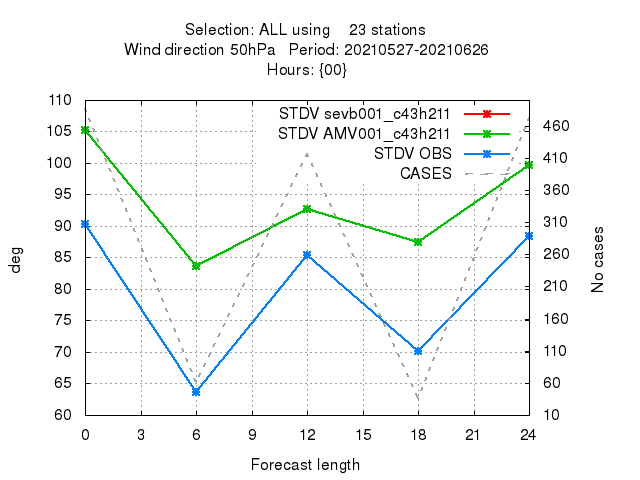 Selection: ALL using 23 stations
Wind direction 50hPa Period: 20210527-20210626
Hours: {00}
STDV sevb001_c43h211
STDV AMV001_c43h211
STDV OBS
CASES
110
105
100
95
90
85
80
75
70
65
60
deg
460
410
360
310
260
210
160
110
60
10
No cases
0 3 6 9 12 15 18 21 24
Forecast length